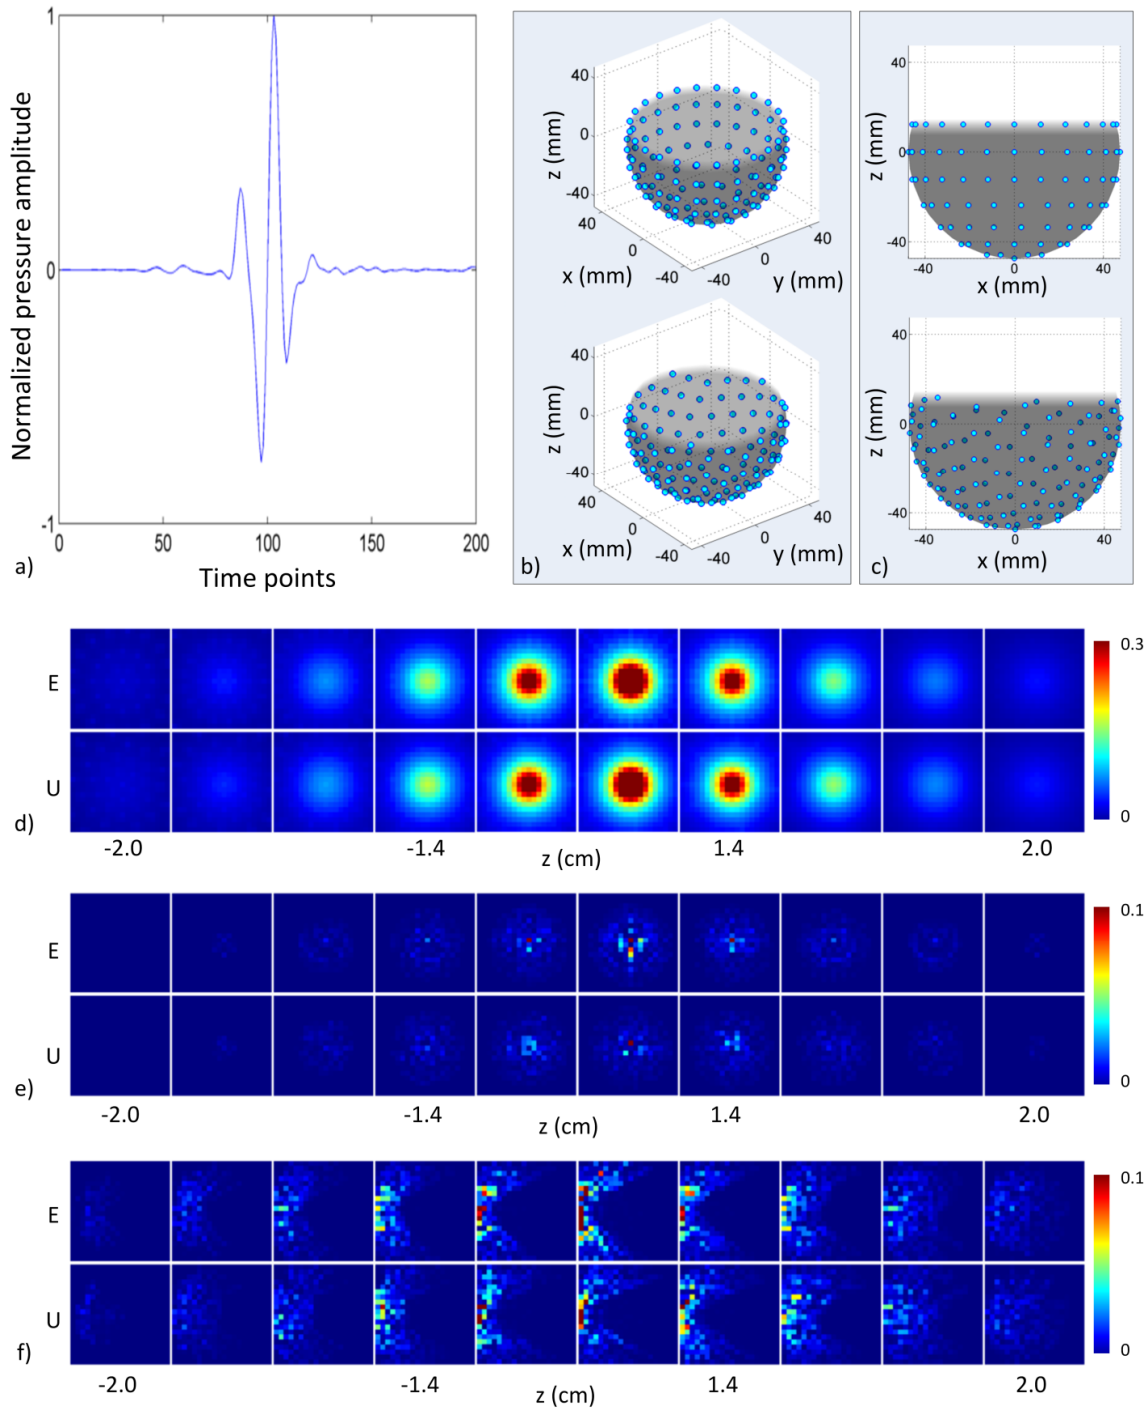 Normalized pressure amplitude
1
0
-1
0 50 100 150 200
Time points
a)
z (mm)
40
0
-40
40
0
-40
x (mm)
-40
0
40
y (mm)
z (mm)
40
0
-40
40
0
-40
x (mm)
-40
0
40
y (mm)
b)
z (mm)
40
0
-40
-40 0 40
x (mm)
z (mm)
40
0
-40
-40 0 40
x (mm)
c)
E
U
d)
-2.0 -1.4 1.4 2.0
z (cm)
0.3
0
E
U
e)
-2.0 -1.4 1.4 2.0
z (cm)
0.1
0
E
U
f)
-2.0 -1.4 1.4 2.0
z (cm)
0.1
0